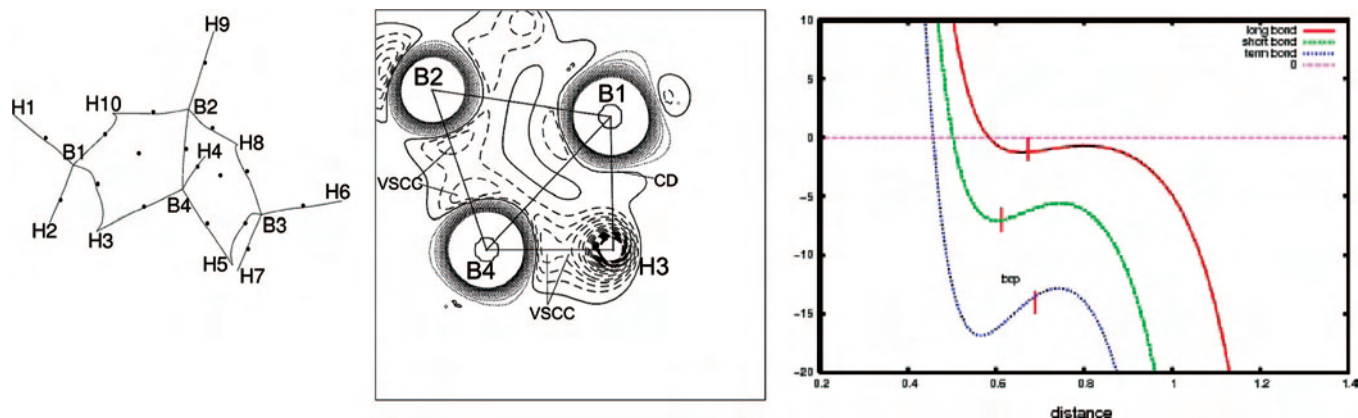 H9
H1
H10
B2
H4
H8
B1
H6
B4
B3
H2
H3
H5
H7
B2
B1
VSCC
CD
B4
H3
VSCC
10
long bond
short bond
term bond
0
5
0
-5
-10
bcp
-15
-20
0.2
0.4
0.6
0.8
1
1.2
1.4
distance